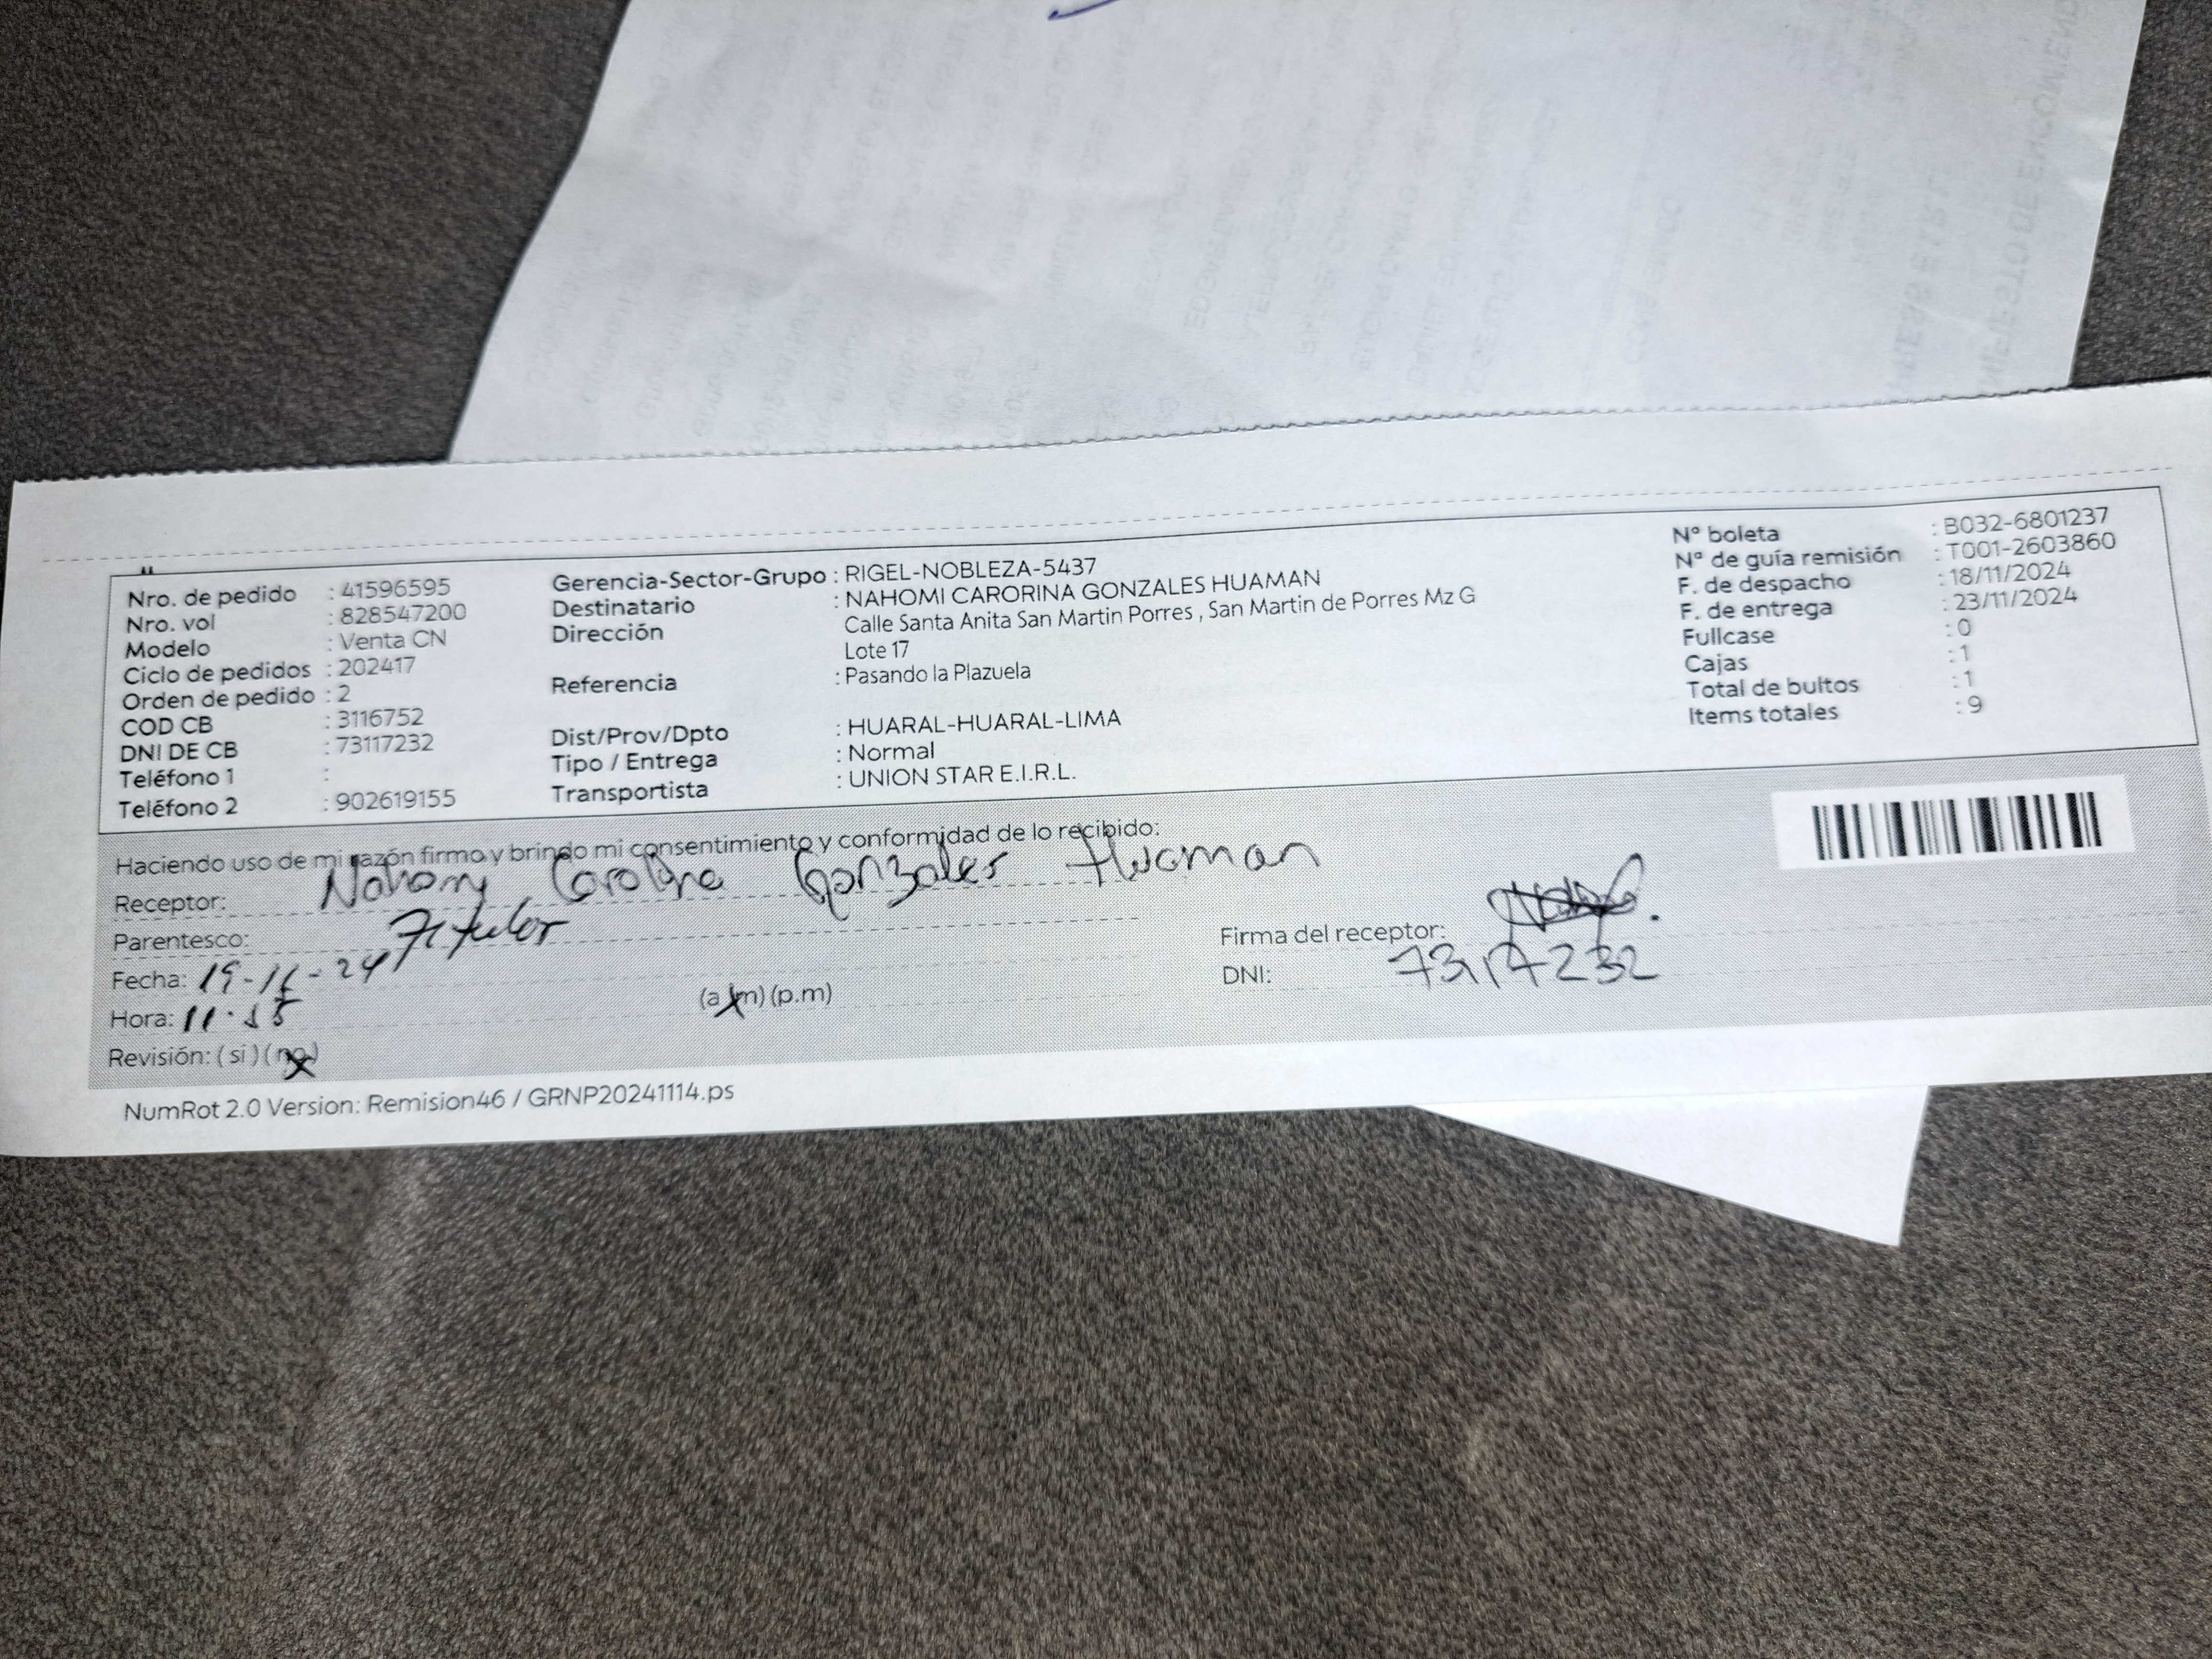 Nro. de pedido : 41596595
Nro. vol : 828547200
Modelo : Venta CN
Ciclo de pedidos : 202417
Orden de pedido : 2
COD CB : 3116752
DNI DE CB : 73117232
Teléfono 1 :
Teléfono 2 : 902619155
Gerencia-Sector-Grupo : RIGEL-NOBLEZA-5437
Destinatario : NAHOMI CARORINA GONZALES HUAMAN
Dirección Calle Santa Anita San Martin Porres , San Martin de Porres Mz G
Lote 17
Referencia : Pasando la Plazuela
Dist/Prov/Dpto : HUARAL-HUARAL-LIMA
Tipo / Entrega : Normal
Transportista : UNION STAR E.I.R.L.
Nº boleta : B032-6801237
Nº de guía remisión : T001-2603860
F. de despacho : 18/11/2024
F. de entrega : 23/11/2024
Fullcase : 0
Cajas : 1
Total de bultos : 1
Items totales : 9
Haciendo uso de mi razón firmo y brindo mi consentimiento y conformidad de lo recibido:
Receptor: Nahomy Carolina Gonzales Huaman
Parentesco: Titular
Fecha: 19-11-24
Hora: 11:15 (a.m) (p.m)
Revisión: (si) (no)
Firma del receptor:
DNI: 73117232
NumRot 2.0 Version: Remision46 / GRNP20241114.ps